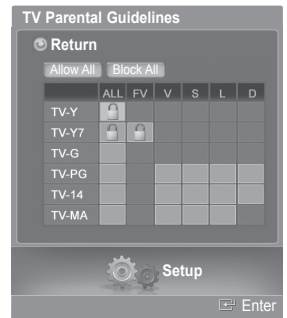 TV Parental Guidelines
Return
Allow All Block All
ALL FV V S L D
TV-Y
TV-Y7
TV-G
TV-PG
TV-14
TV-MA
Setup
Enter